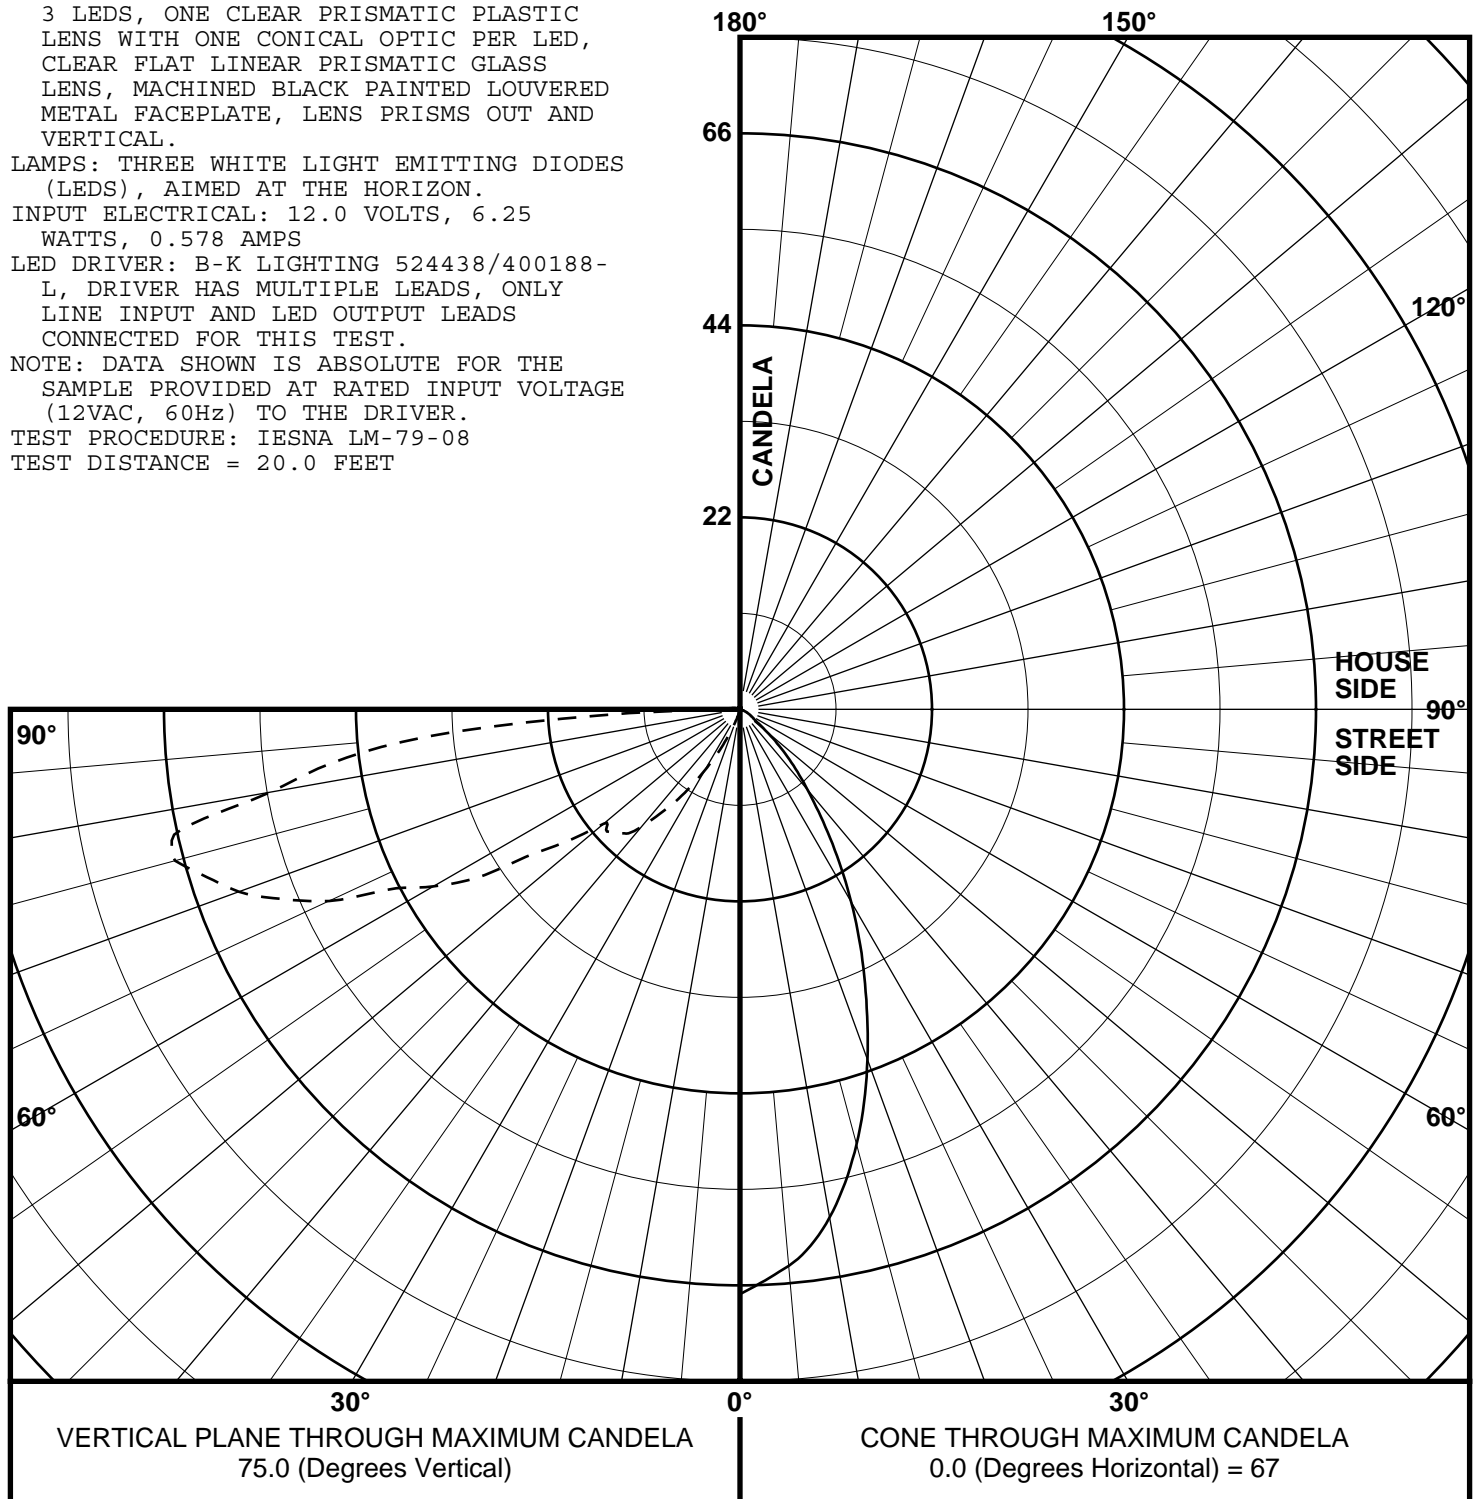 3 LEDS, ONE CLEAR PRISMATIC PLASTIC
LENS WITH ONE CONICAL OPTIC PER LED,
CLEAR FLAT LINEAR PRISMATIC GLASS
LENS, MACHINED BLACK PAINTED LOUVERED
METAL FACEPLATE, LENS PRISMS OUT AND
VERTICAL.
LAMPS: THREE WHITE LIGHT EMITTING DIODES
(LEDS), AIMED AT THE HORIZON.
INPUT ELECTRICAL: 12.0 VOLTS, 6.25
WATTS, 0.578 AMPS
LED DRIVER: B-K LIGHTING 524438/400188-
L, DRIVER HAS MULTIPLE LEADS, ONLY
LINE INPUT AND LED OUTPUT LEADS
CONNECTED FOR THIS TEST.
NOTE: DATA SHOWN IS ABSOLUTE FOR THE
SAMPLE PROVIDED AT RATED INPUT VOLTAGE
(12VAC, 60Hz) TO THE DRIVER.
TEST PROCEDURE: IESNA LM-79-08
TEST DISTANCE = 20.0 FEET
180°
150°
66
120°
44
CANDELA
22
HOUSE
SIDE
90°
90°
STREET
SIDE
60°
60°
30°
0°
30°
VERTICAL PLANE THROUGH MAXIMUM CANDELA
75.0 (Degrees Vertical)
CONE THROUGH MAXIMUM CANDELA
0.0 (Degrees Horizontal) = 67